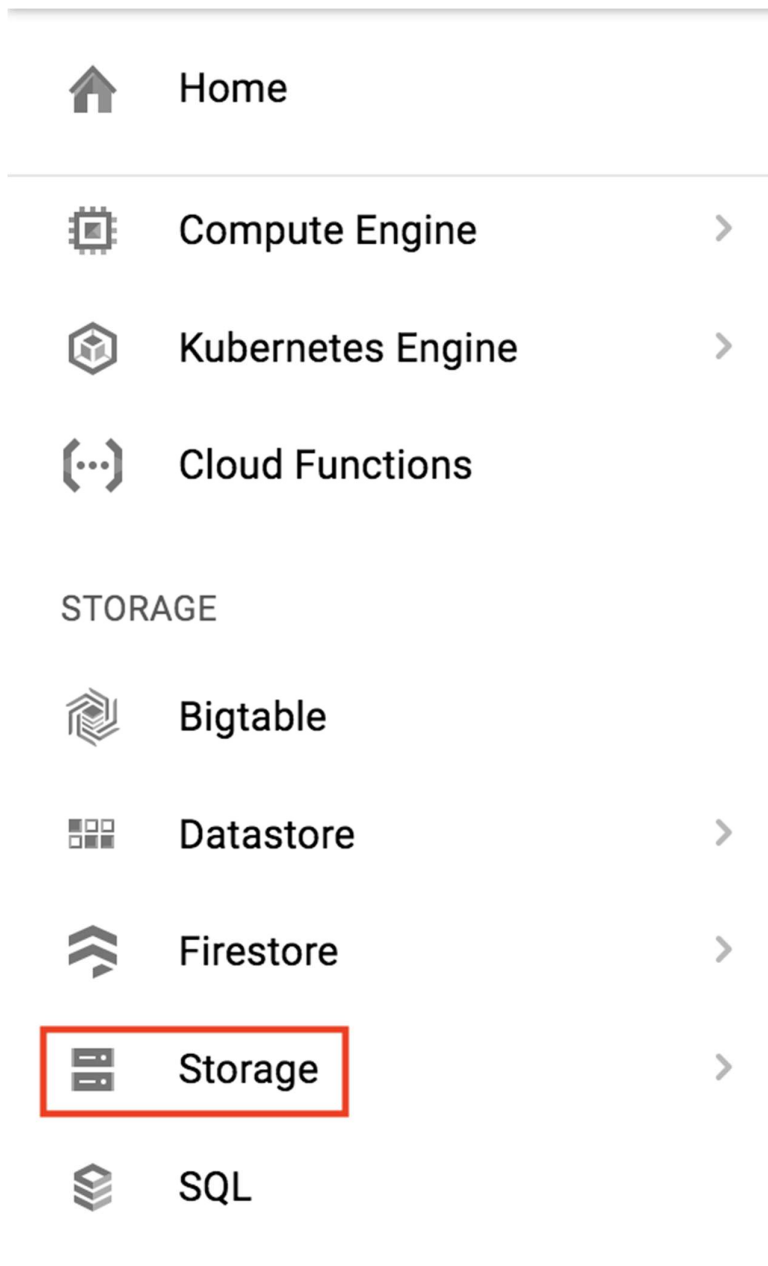 Home
Compute Engine
Kubernetes Engine
Cloud Functions
STORAGE
Bigtable
Datastore
Firestore
Storage
SQL